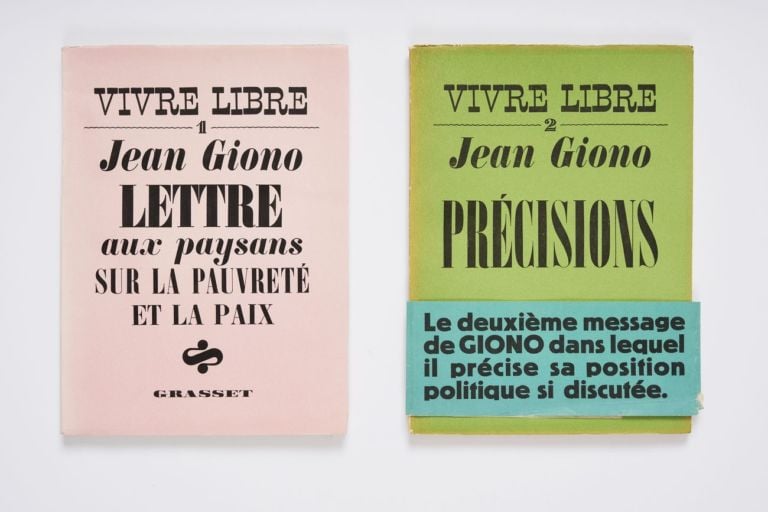 VIVRE LIBRE
1
Jean Giono
LETTRE
aux paysans
SUR LA PAUVRETÉ
ET LA PAIX
GRASSET
VIVRE LIBRE
2
Jean Giono
PRÉCISIONS
Le deuxième message
de GIONO dans lequel
il précise sa position
politique si discutée.